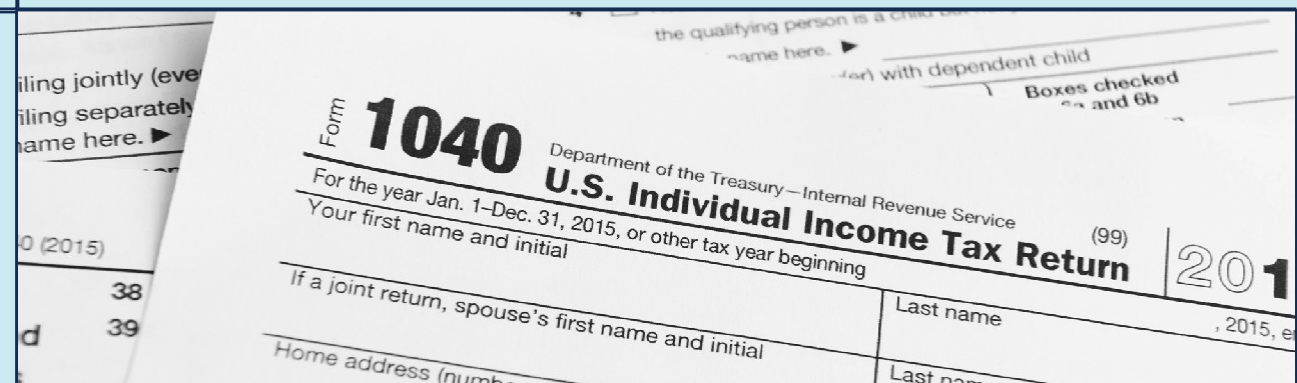 the qualifying person is a child but
name here. ▶
with dependent child
Boxes checked
and 6b
iling jointly (eve
iling separately
ame here. ▶
Form 1040
Department of the Treasury—Internal Revenue Service
U.S. Individual Income Tax Return
(99)
201
For the year Jan. 1–Dec. 31, 2015, or other tax year beginning
, 2015, e
Your first name and initial
Last name
If a joint return, spouse's first name and initial
Last
Home address (num
0 (2015)
38
d 39